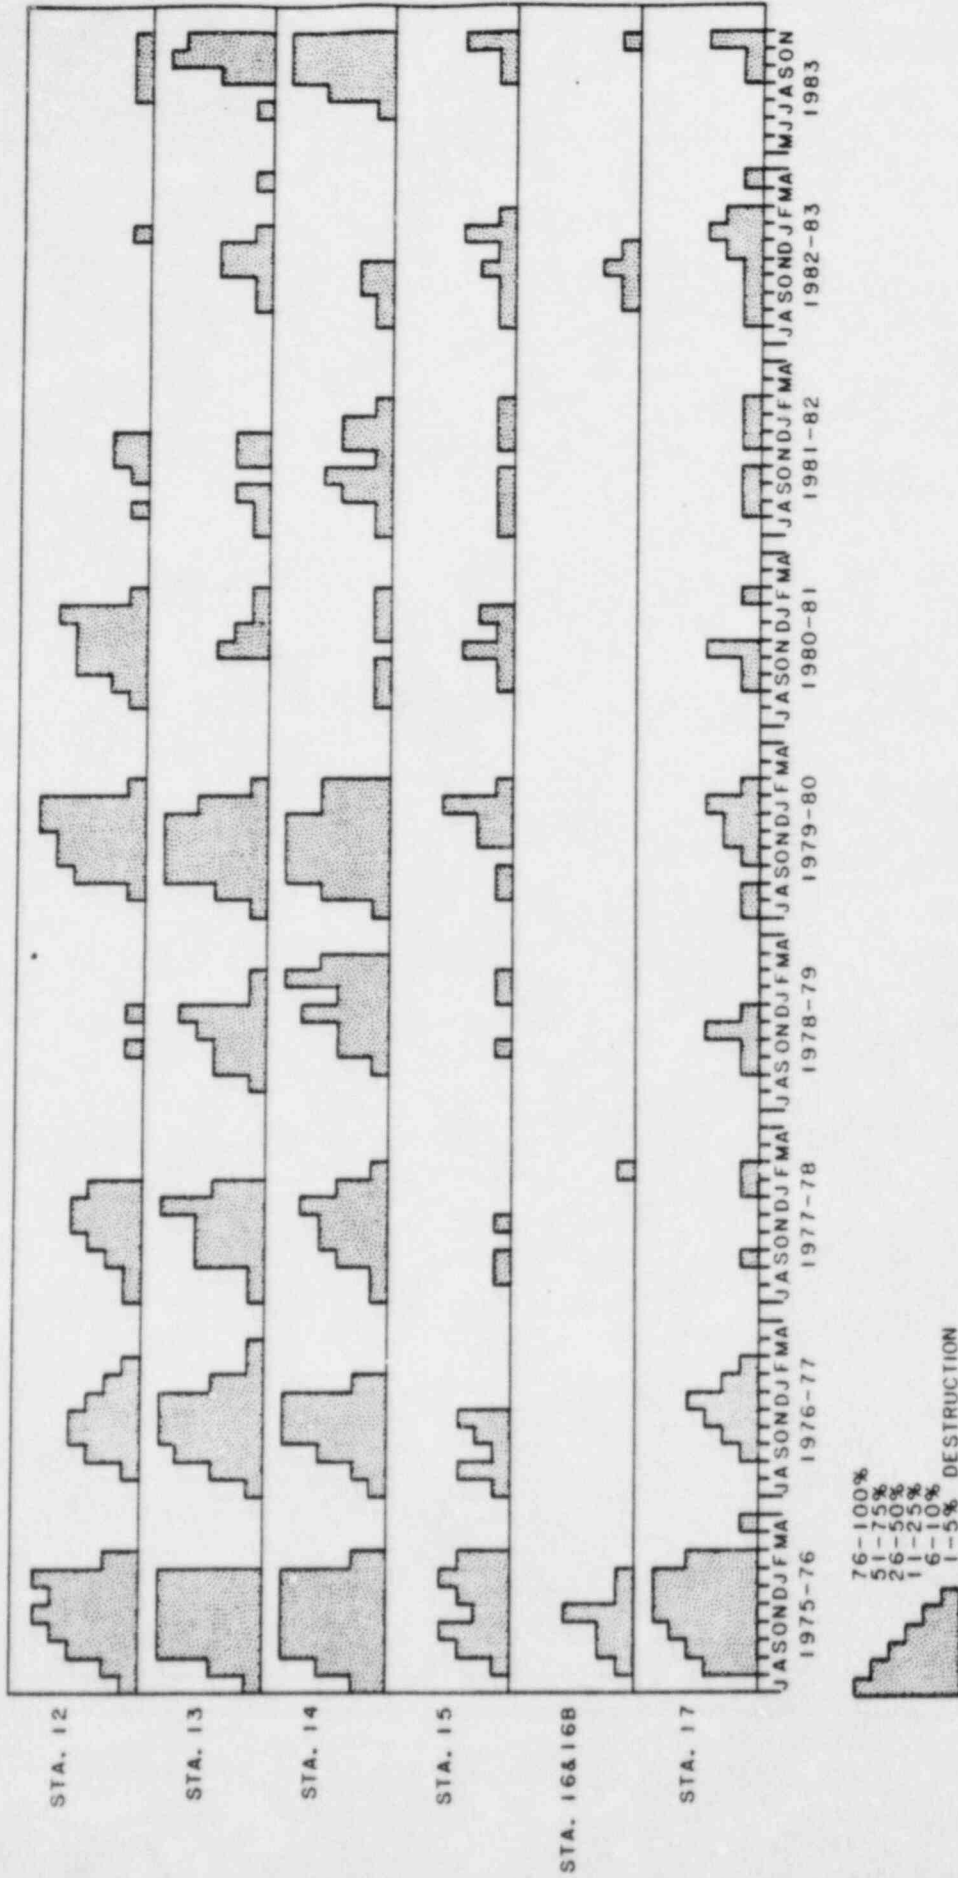 STA. 12
STA. 13
STA. 14
STA. 15
STA. 16&16B
STA. 17
JASONDJFMA JASONDJFMA JASONDJFMA JASONDJFMA JASONDJFMA JASONDJFMA JASONDJFMA JASONDJFMA MJJASON
1975-76 1976-77 1977-78 1978-79 1979-80 1980-81 1981-82 1982-83 1983
76-100%
51-75%
26-50%
11-25%
6-10%
1-5% DESTRUCTION